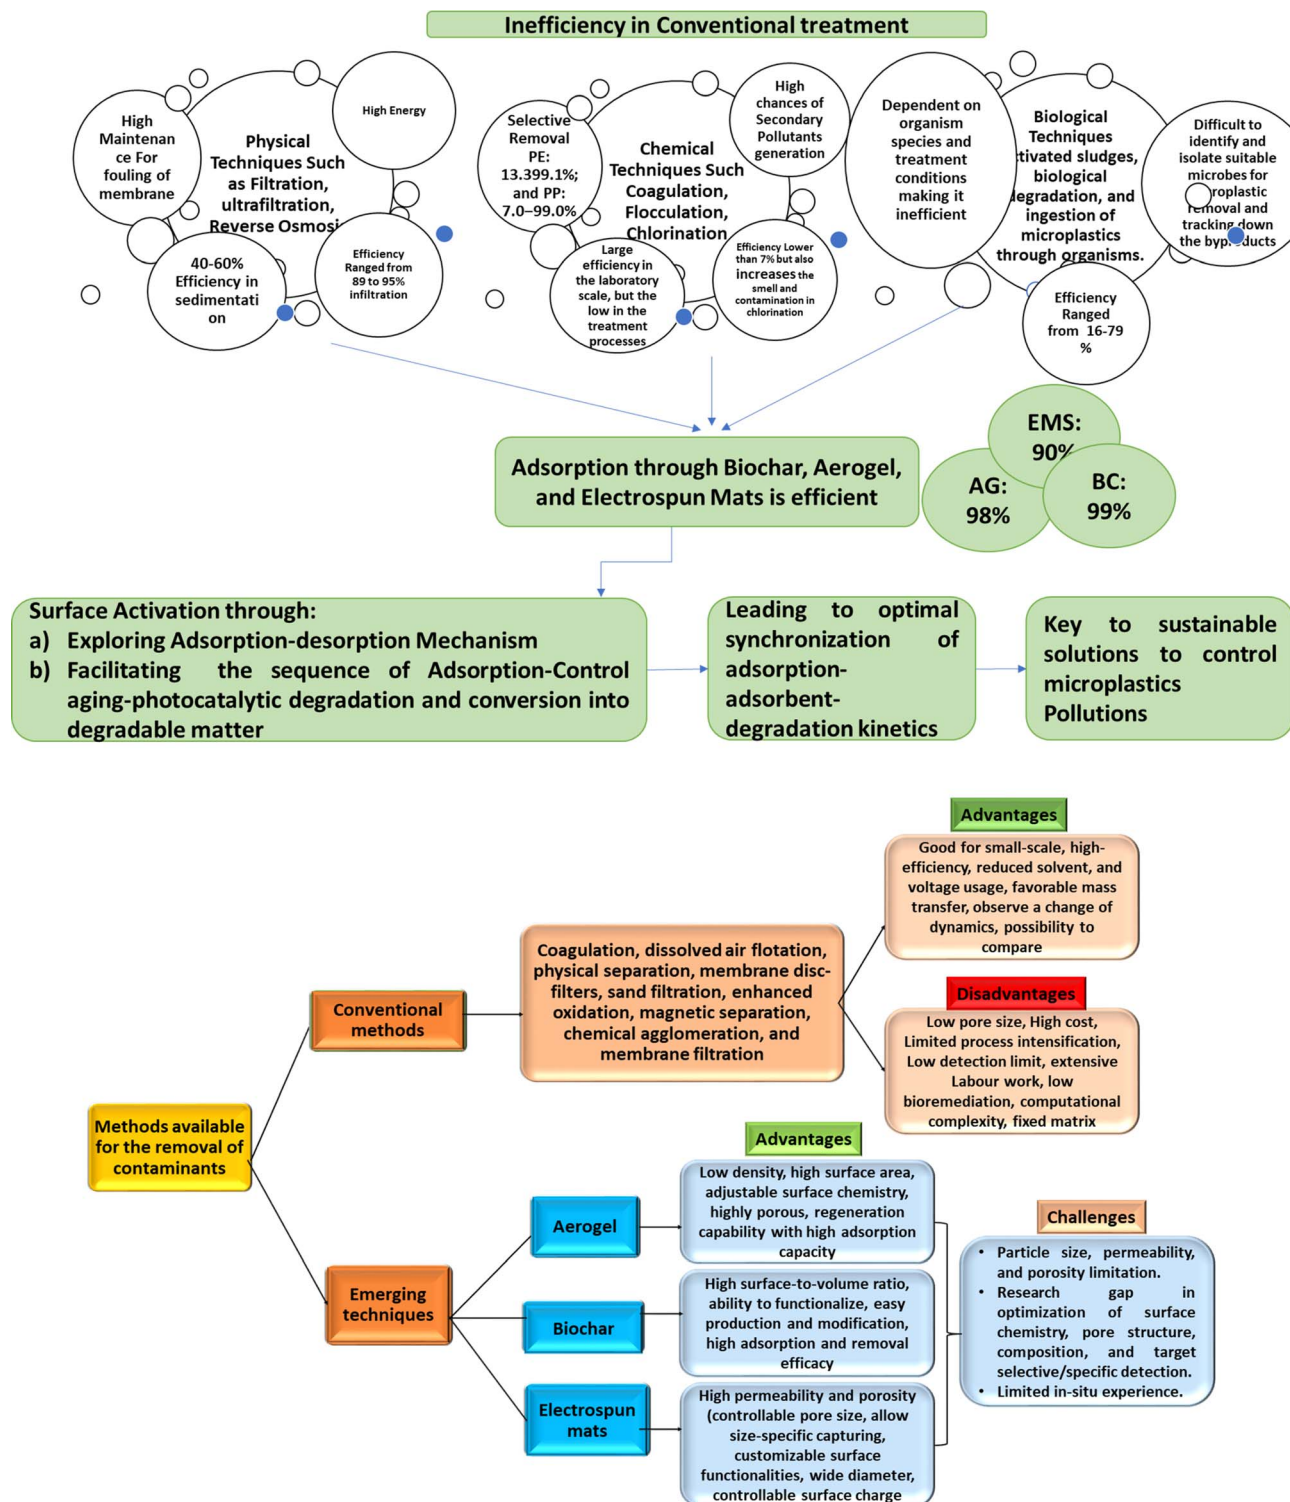 Inefficiency in Conventional treatment
High
Maintenan
ce For
fouling of
membrane
Physical
Techniques Such
as Filtration,
ultrafiltration,
Reverse Osmosi
High Energy
40-60%
Efficiency in
sedimentati
on
Efficiency
Ranged from
89 to 95%
infiltration
Selective
Removal
PE:
13.399.1%;
and PP:
7.0–99.0%
Chemical
Techniques Such
Coagulation,
Flocculation,
Chlorination
High
chances of
Secondary
Pollutants
generation
Large
efficiency in
the laboratory
scale, but the
low in the
treatment
processes
Efficiency Lower
than 7% but also
increases the
smell and
contamination in
chlorination
Dependent on
organism
species and
treatment
conditions
making it
inefficient
Biological
Techniques
ctivated sludges,
biological
degradation, and
ingestion of
microplastics
through organisms.
Difficult to
identify and
isolate suitable
microbes for
roplastic
removal and
tracking down
the byproducts
Efficiency
Ranged
from 16-79
%
Adsorption through Biochar, Aerogel,
and Electrospun Mats is efficient
EMS:
90%
AG:
98%
BC:
99%
Surface Activation through:
a) Exploring Adsorption-desorption Mechanism
b) Facilitating the sequence of Adsorption-Control
aging-photocatalytic degradation and conversion into
degradable matter
Leading to optimal
synchronization of
adsorption-
adsorbent-
degradation kinetics
Key to sustainable
solutions to control
microplastics
Pollutions
Methods available
for the removal of
contaminants
Conventional
methods
Coagulation, dissolved air flotation,
physical separation, membrane disc-
filters, sand filtration, enhanced
oxidation, magnetic separation,
chemical agglomeration, and
membrane filtration
Advantages
Good for small-scale, high-
efficiency, reduced solvent, and
voltage usage, favorable mass
transfer, observe a change of
dynamics, possibility to
compare
Disadvantages
Low pore size, High cost,
Limited process intensification,
Low detection limit, extensive
Labour work, low
bioremediation, computational
complexity, fixed matrix
Emerging
techniques
Aerogel
Biochar
Electrospun
mats
Advantages
Low density, high surface area,
adjustable surface chemistry,
highly porous, regeneration
capability with high adsorption
capacity
High surface-to-volume ratio,
ability to functionalize, easy
production and modification,
high adsorption and removal
efficacy
High permeability and porosity
(controllable pore size, allow
size-specific capturing,
customizable surface
functionalities, wide diameter,
controllable surface charge
Challenges
• Particle size, permeability,
and porosity limitation.
• Research gap in
optimization of surface
chemistry, pore structure,
composition, and target
selective/specific detection.
• Limited in-situ experience.